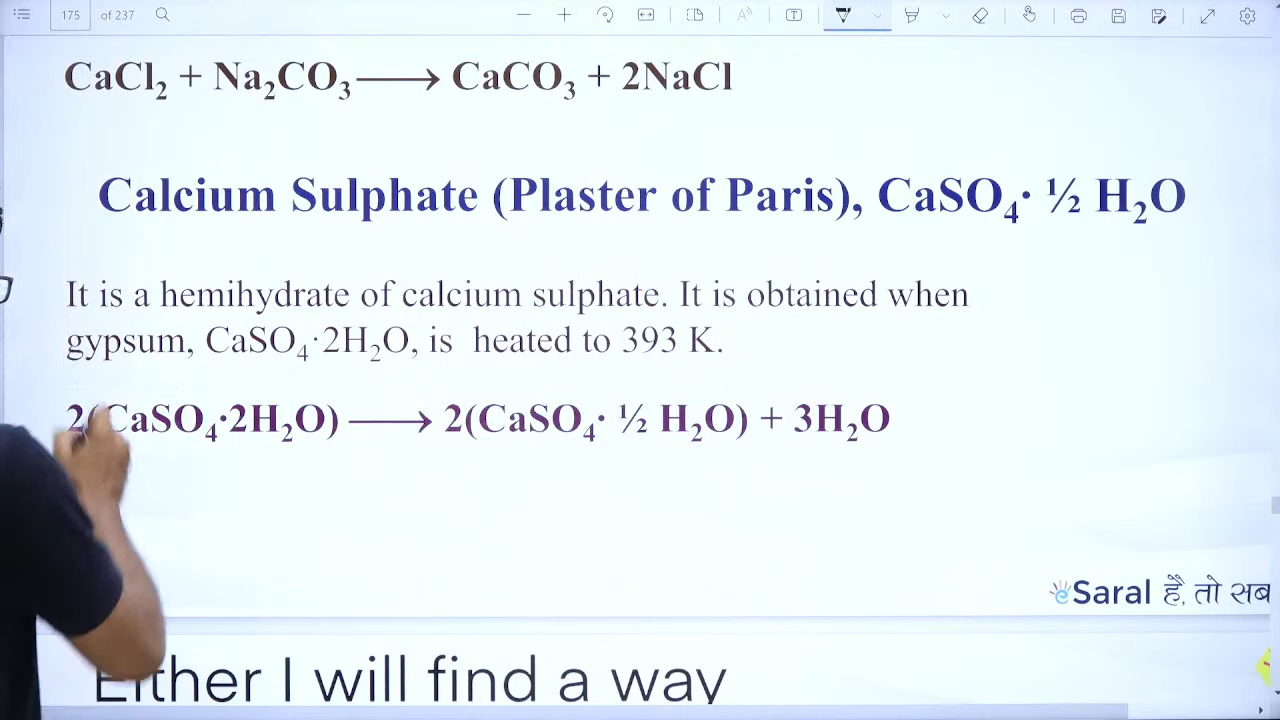 175 of 237
CaCl₂ + Na₂CO₃ ⟶ CaCO₃ + 2NaCl
Calcium Sulphate (Plaster of Paris), CaSO₄· ½ H₂O
It is a hemihydrate of calcium sulphate. It is obtained when
gypsum, CaSO₄·2H₂O, is heated to 393 K.
2(CaSO₄·2H₂O) ⟶ 2(CaSO₄· ½ H₂O) + 3H₂O
eSaral है, तो सब
Either I will find a way